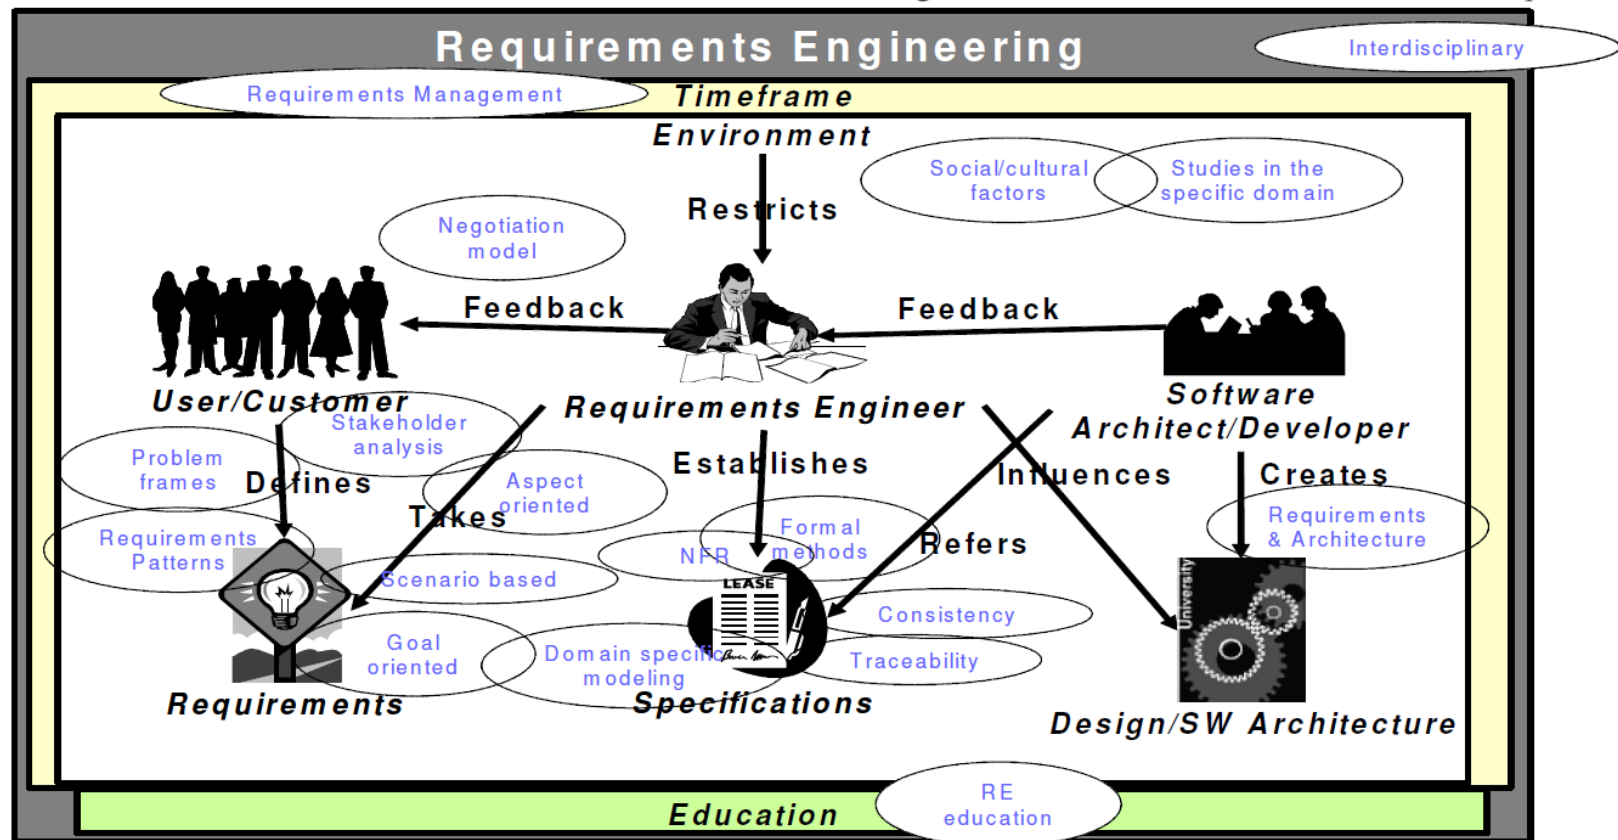 Requirements Engineering
Interdisciplinary
Requirements Management
Timeframe
Environment
Social/cultural
factors
Studies in the
specific domain
Restricts
Negotiation
model
Feedback
Feedback
User/Customer
Requirements Engineer
Software
Architect/Developer
Stakeholder
analysis
Problem
frames
Defines
Aspect
oriented
Takes
Establishes
Influences
Creates
Requirements
Patterns
Scenario based
NFR
Formal
methods
Refers
Requirements
& Architecture
LEASE
University
Consistency
Traceability
Goal
oriented
Domain specific
modeling
Requirements
Specifications
Design/SW Architecture
RE
education
Education